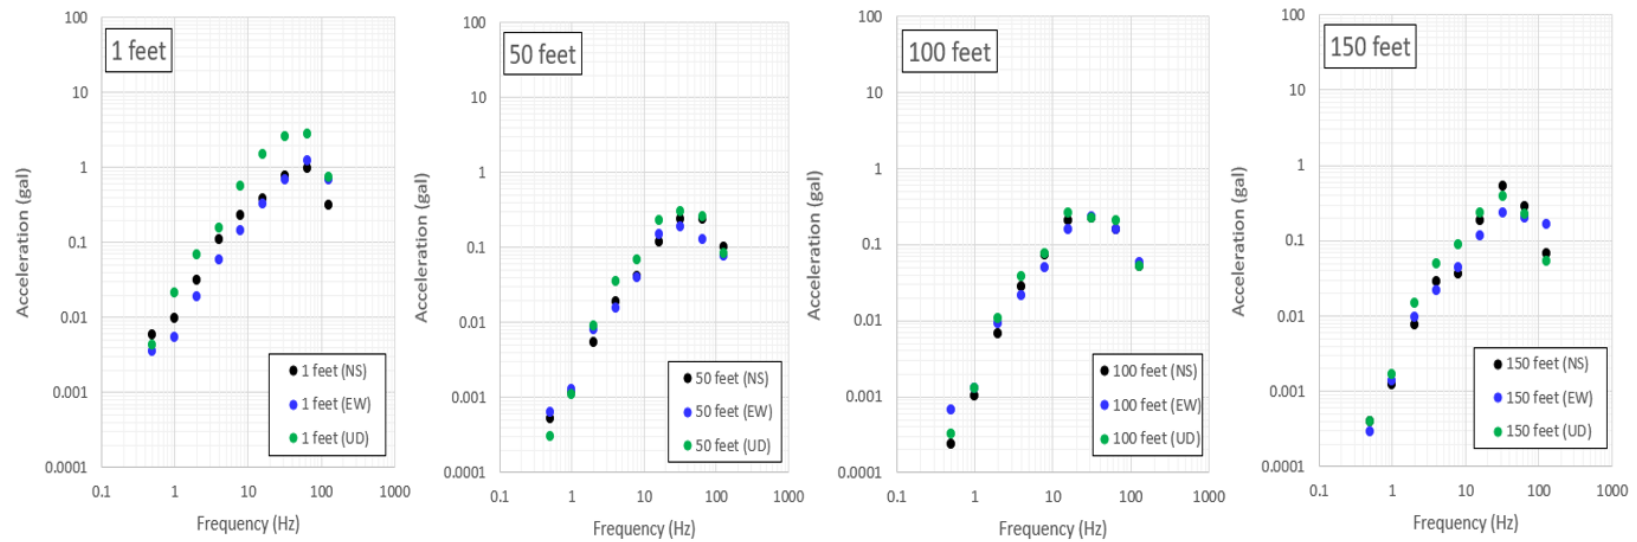 1 feet
100
10
1
0.1
0.01
0.001
0.0001
Acceleration (gal)
0.1 1 10 100 1000
Frequency (Hz)
1 feet (NS)
1 feet (EW)
1 feet (UD)
50 feet
100
10
1
0.1
0.01
0.001
0.0001
Acceleration (gal)
0.1 1 10 100 1000
Frequency (Hz)
50 feet (NS)
50 feet (EW)
50 feet (UD)
100 feet
100
10
1
0.1
0.01
0.001
0.0001
Acceleration (gal)
0.1 1 10 100 1000
Frequency (Hz)
100 feet (NS)
100 feet (EW)
100 feet (UD)
150 feet
100
10
1
0.1
0.01
0.001
0.0001
Acceleration (gal)
0.1 1 10 100 1000
Frequency (Hz)
150 feet (NS)
150 feet (EW)
150 feet (UD)